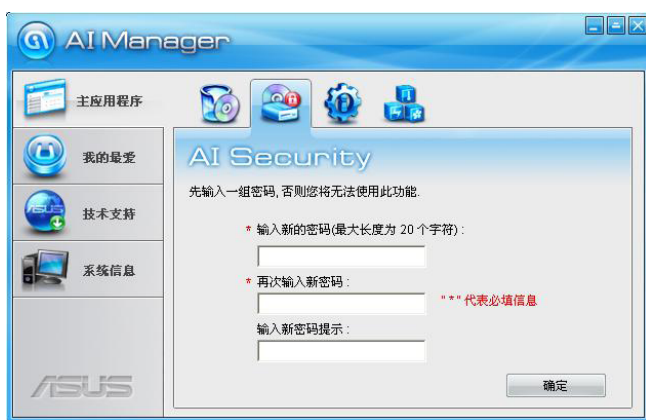 AI Manager
主应用程序
我的最爱
技术支持
系统信息
ASUS
AI Security
先输入一组密码, 否则您将无法使用此功能.
* 输入新的密码(最大长度为 20 个字符) :
* 再次输入新密码 :
"*" 代表必填信息
输入新密码提示 :
确定
ASUS